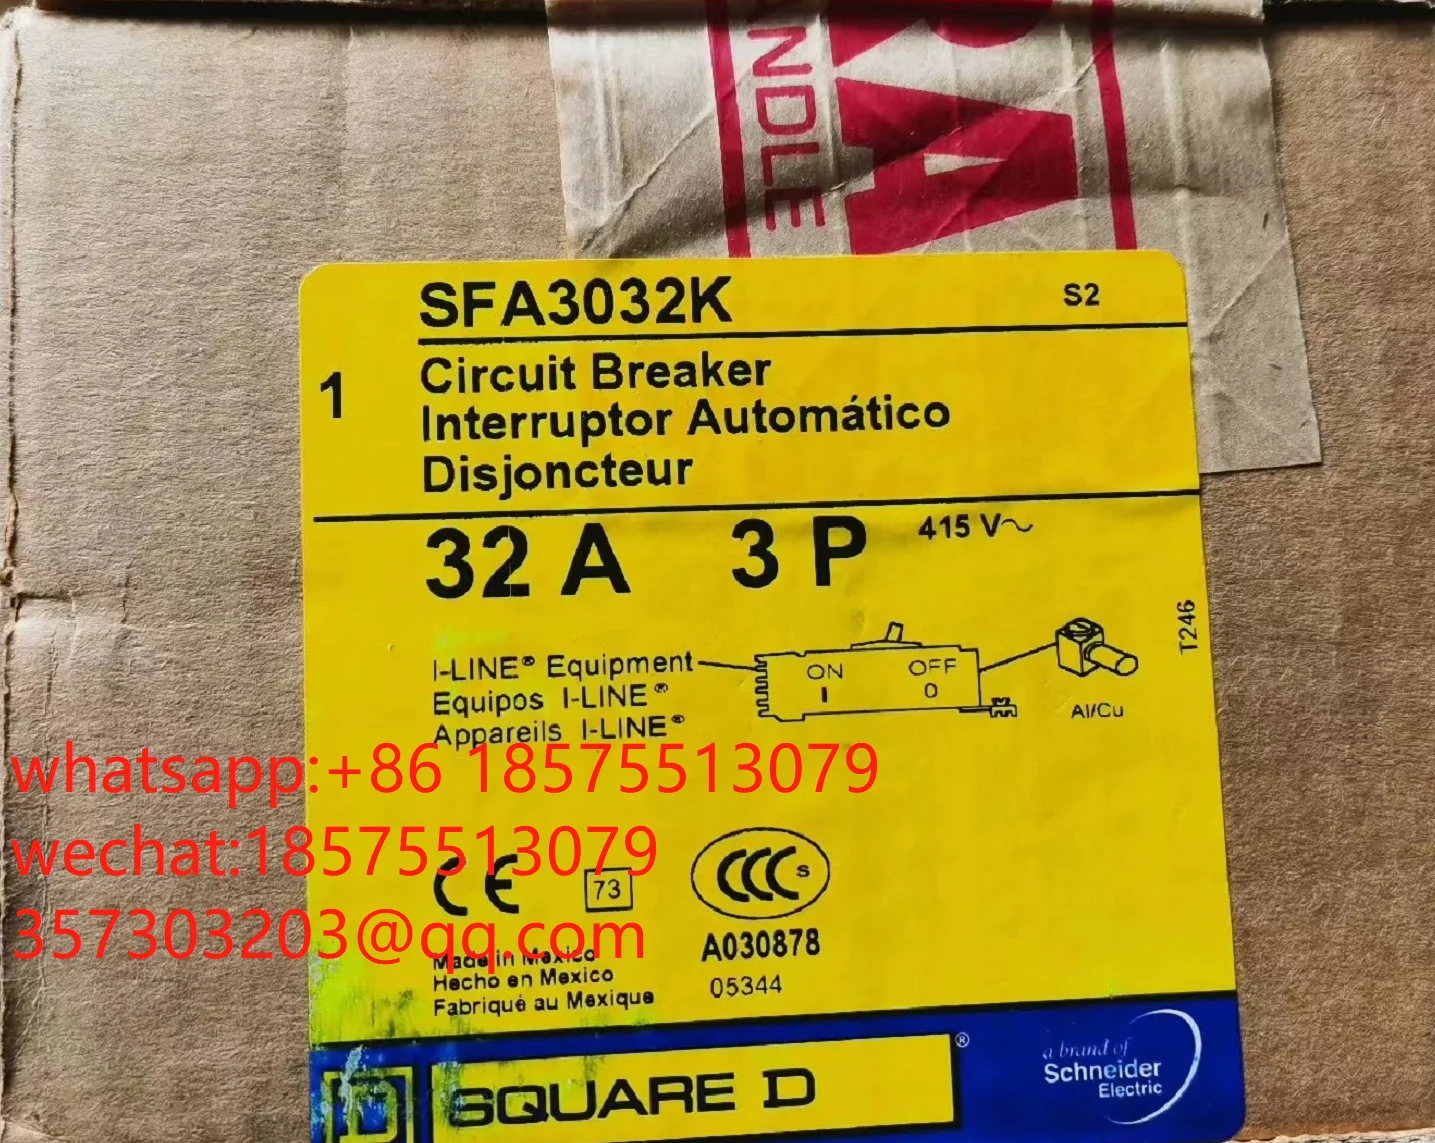 RA
NDLE
SFA3032K
S2
1
Circuit Breaker
Interruptor Automático
Disjoncteur
32 A 3 P 415 V~
T246
I-LINE® Equipment
Equipos I-LINE®
Appareils I-LINE®
ON OFF
I 0
Al/Cu
whatsapp:+86 18575513079
wechat:18575513079
357303203@qq.com
CE
73
CCC S
A030878
05344
Made in Mexico
Hecho en Mexico
Fabriqué au Mexique
D SQUARE D ®
a brand of
Schneider
Electric